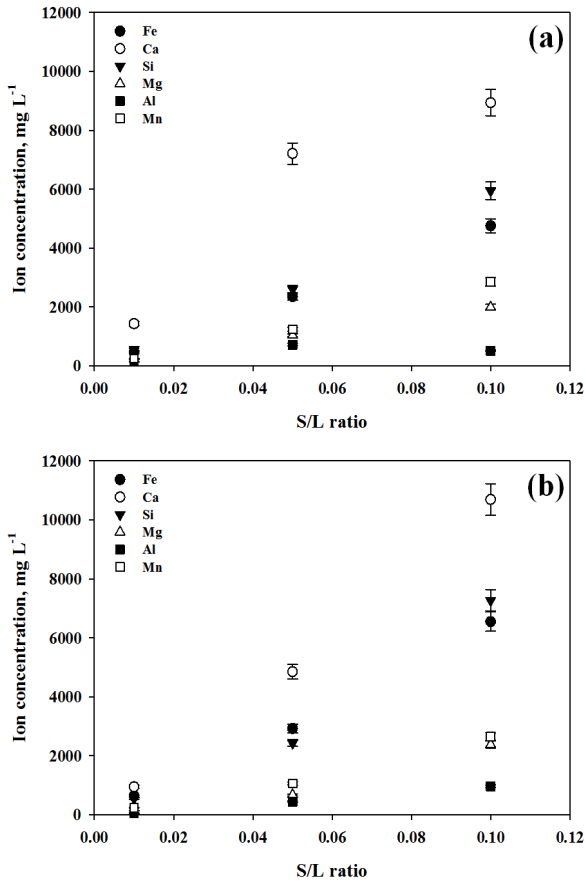 12000
(a)
Fe
Ca
10000
Si
Mg
Al
8000
Mn
6000
4000
2000
0
Ion concentration, mg L⁻¹
0.00 0.02 0.04 0.06 0.08 0.10 0.12
S/L ratio
12000
(b)
Fe
Ca
10000
Si
Mg
Al
8000
Mn
6000
4000
2000
0
Ion concentration, mg L⁻¹
0.00 0.02 0.04 0.06 0.08 0.10 0.12
S/L ratio